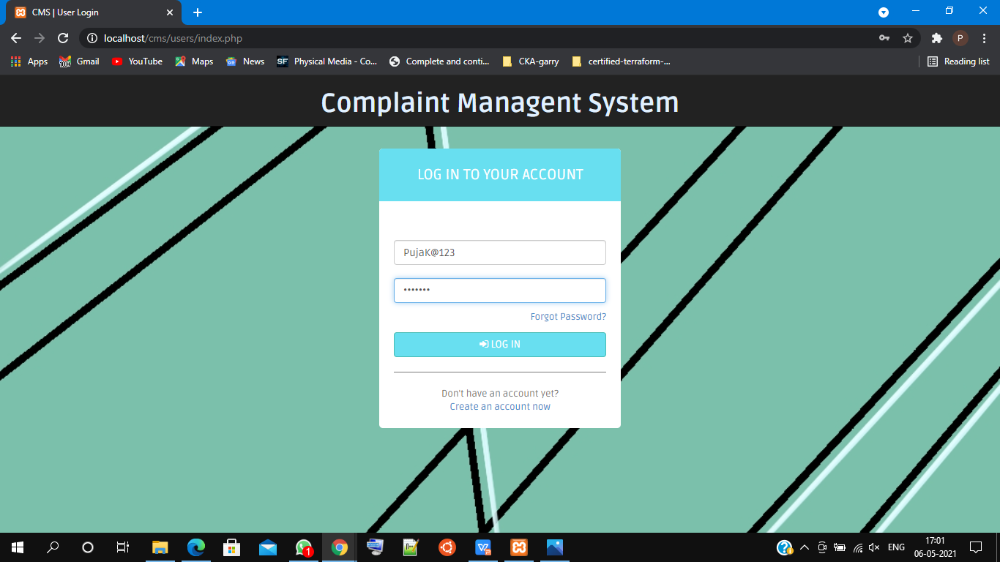 CMS | User Login
localhost/cms/users/index.php
P
Apps
Gmail
100+
YouTube
Maps
News
SF
Physical Media - Co...
Complete and conti...
CKA-garry
certified-terraform-...
Reading list
Complaint Managent System
LOG IN TO YOUR ACCOUNT
PujaK@123
•••••••
Forgot Password?
LOG IN
Don't have an account yet?
Create an account now
1
ENG
17:01
06-05-2021